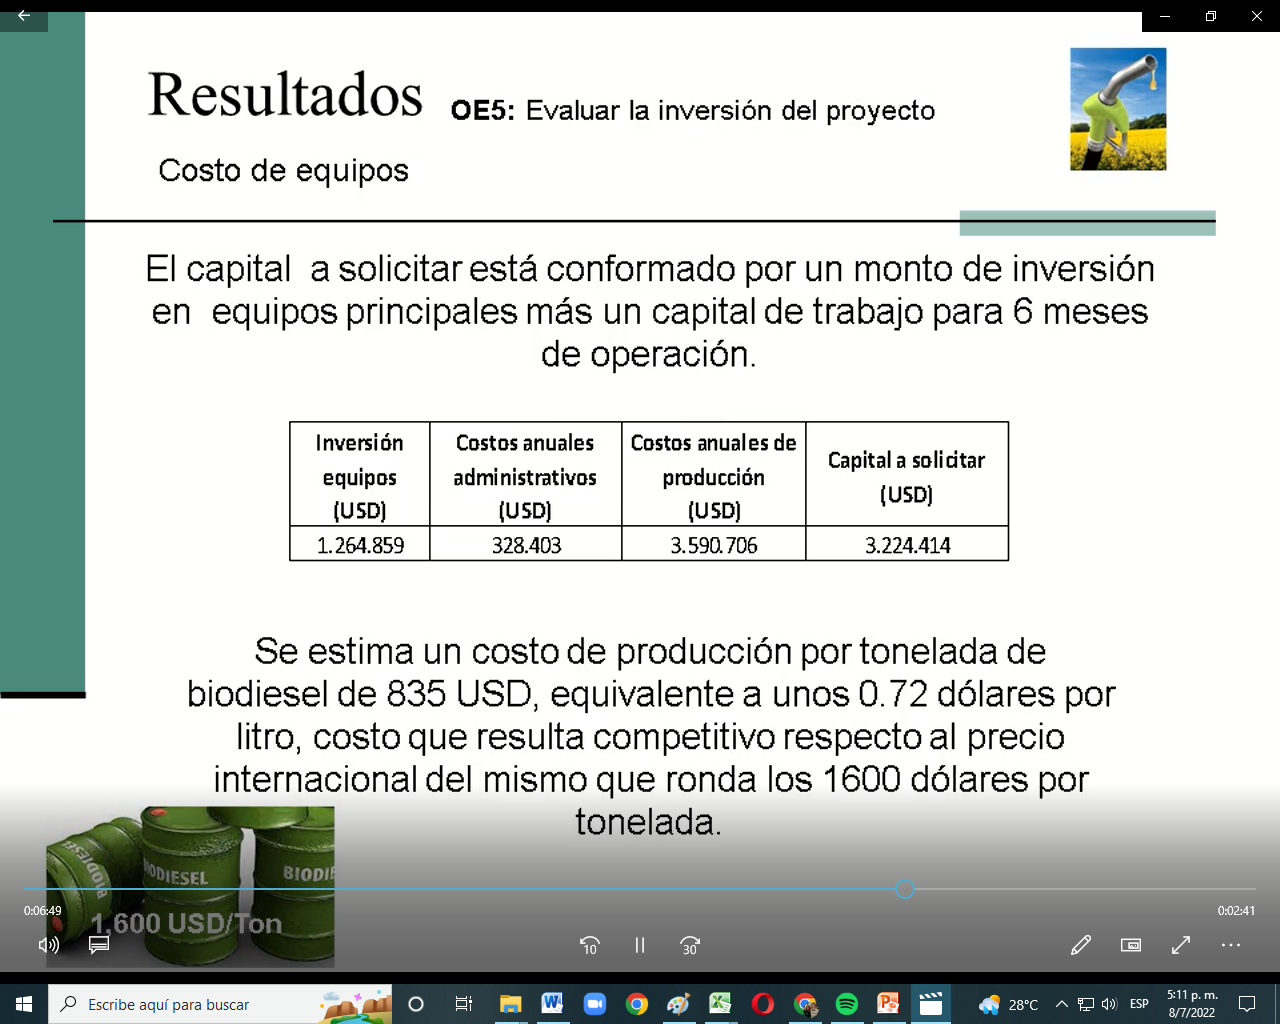 Resultados OE5: Evaluar la inversión del proyecto
Costo de equipos
El capital a solicitar está conformado por un monto de inversión
en equipos principales más un capital de trabajo para 6 meses
de operación.
Inversión equipos (USD) Costos anuales administrativos (USD) Costos anuales de producción (USD) Capital a solicitar (USD)
1.264.859 328.403 3.590.706 3.224.414
Se estima un costo de producción por tonelada de
biodiesel de 835 USD, equivalente a unos 0.72 dólares por
litro, costo que resulta competitivo respecto al precio
internacional del mismo que ronda los 1600 dólares por
tonelada.
BIODIESEL
BIODIESEL
BIODIE
1,600 USD/Ton
0:06:49
0:02:41
10
30
Escribe aquí para buscar
28°C
ESP
5:11 p. m.
8/7/2022